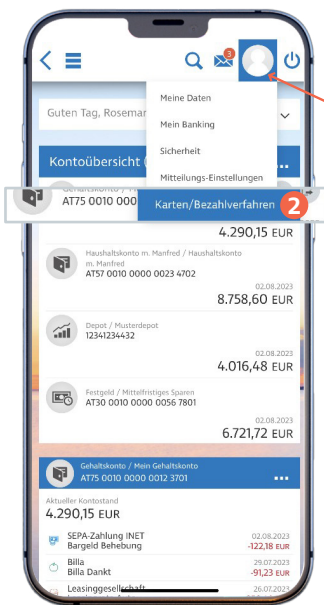 3
Guten Tag, Rosemar
Meine Daten
Mein Banking
Sicherheit
Mitteilungs-Einstellungen
Karten/Bezahlverfahren
2
Kontoübersicht (
...
AT75 0010 000
4.290,15 EUR
Haushaltskonto m. Manfred / Haushaltskonto
m. Manfred
AT57 0010 0000 0023 4702
02.08.2023
8.758,60 EUR
Depot / Musterdepot
12341234432
02.08.2023
4.016,48 EUR
Festgeld / Mittelfristiges Sparen
AT30 0010 0000 0056 7801
02.08.2023
6.721,72 EUR
Gehaltskonto / Mein Gehaltskonto
AT75 0010 0000 0012 3701
...
Aktueller Kontostand
4.290,15 EUR
SEPA-Zahlung INET 02.08.2023
Bargeld Behebung -122,18 EUR
Billa 29.07.2023
Billa Dankt -91,23 EUR
Leasinggesellschaft 26.07.2023